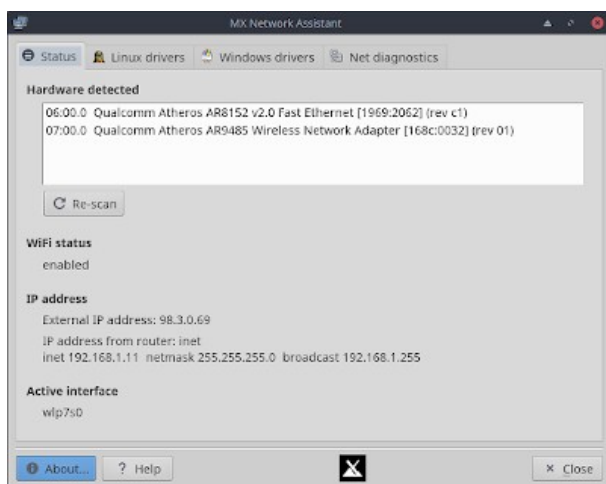 MX Network Assistant
Status Linux drivers Windows drivers Net diagnostics
Hardware detected
06:00.0 Qualcomm Atheros AR8152 v2.0 Fast Ethernet [1969:2062] (rev c1)
07:00.0 Qualcomm Atheros AR9485 Wireless Network Adapter [168c:0032] (rev 01)
Re-scan
WiFi status
enabled
IP address
External IP address: 98.3.0.69
IP address from router: inet
inet 192.168.1.11 netmask 255.255.255.0 broadcast 192.168.1.255
Active interface
wlp7s0
About... ? Help X × Close